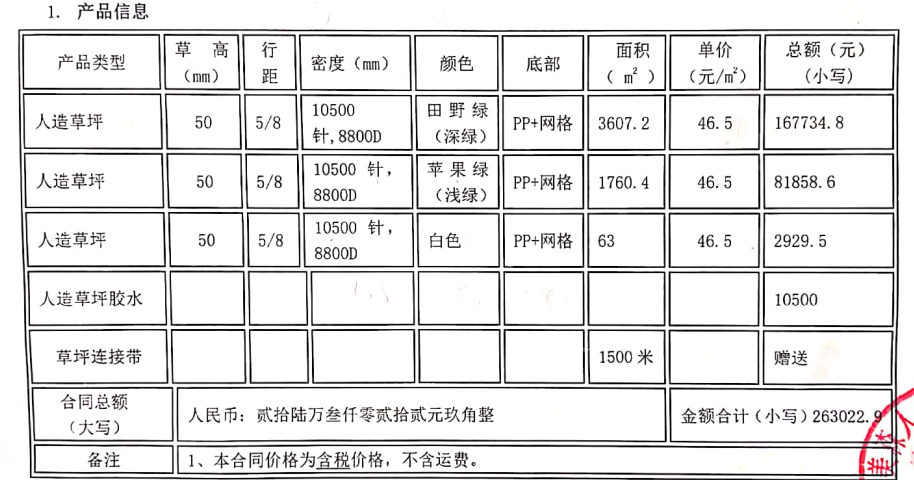 1. 产品信息
产品类型 草 高（mm） 行距 密度（mm） 颜色 底部 面积（ ㎡ ） 单价（元/㎡） 总额（元）（小写）
人造草坪 50 5/8 10500针,8800D 田 野 绿（深绿） PP+网格 3607.2 46.5 167734.8
人造草坪 50 5/8 10500 针，8800D 苹 果 绿（浅绿） PP+网格 1760.4 46.5 81858.6
人造草坪 50 5/8 10500 针，8800D 白色 PP+网格 63 46.5 2929.5
人造草坪胶水 10500
草坪连接带 1500 米 赠送
合同总额（大写） 人民币：贰拾陆万叁仟零贰拾贰元玖角整 金额合计（小写）263022.9
备注 1、本合同价格为含税价格，不含运费。